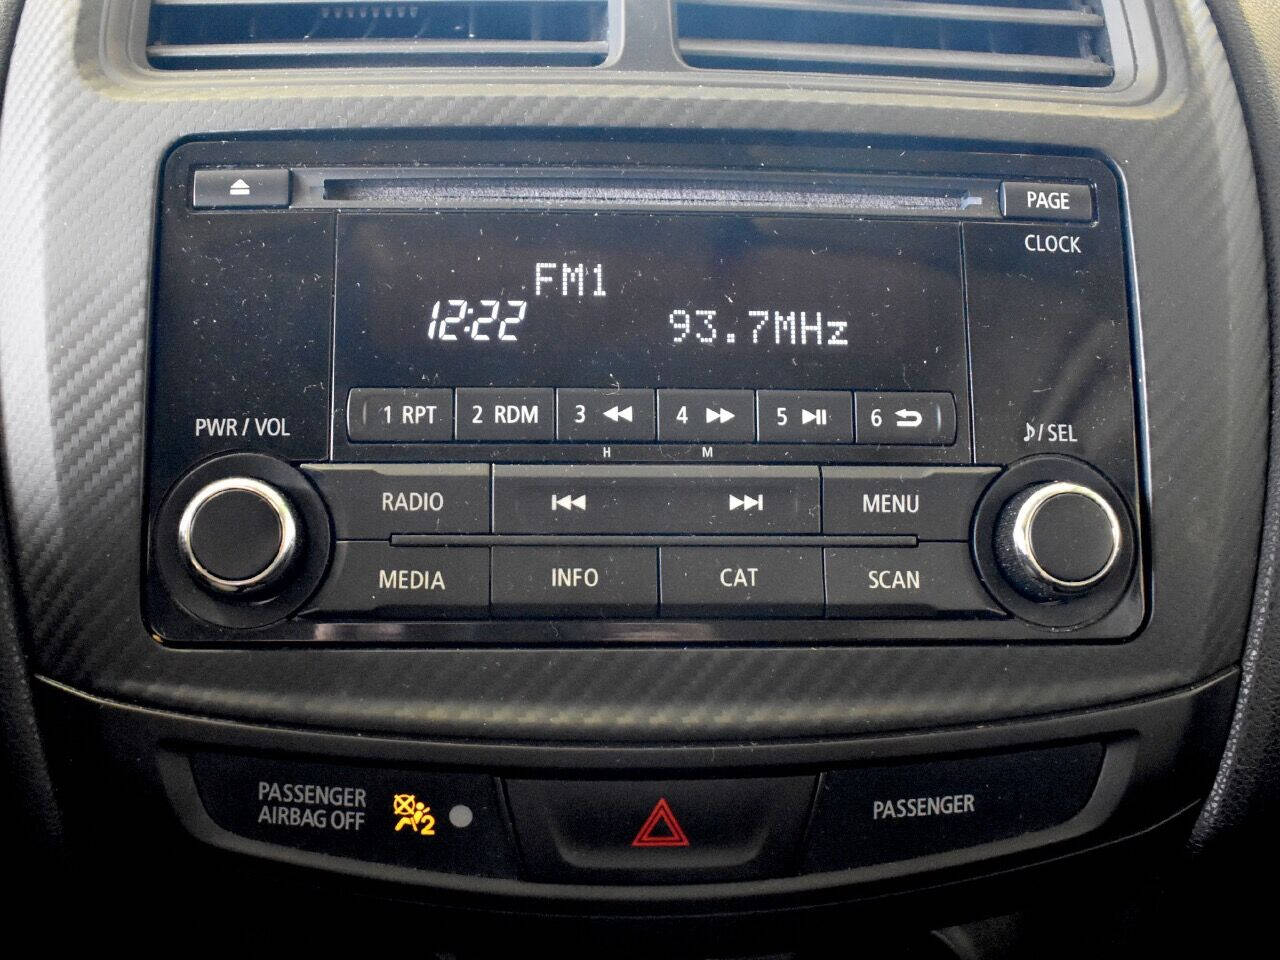 PAGE
CLOCK
FM1
12:22
93.7MHz
1 RPT
2 RDM
3
4
5
6
H
M
PWR / VOL
/ SEL
RADIO
MENU
MEDIA
INFO
CAT
SCAN
PASSENGER
AIRBAG OFF
2
PASSENGER